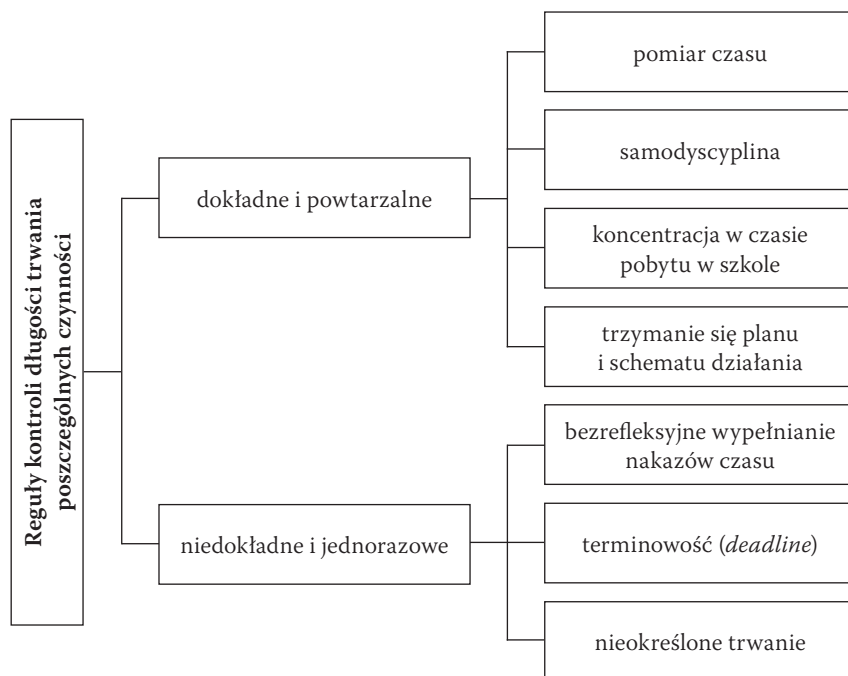 Reguły kontroli długości trwania
poszczególnych czynności
dokładne i powtarzalne
pomiar czasu
samodyscyplina
koncentracja w czasie
pobytu w szkole
trzymanie się planu
i schematu działania
niedokładne i jednorazowe
bezrefleksyjne wypełnianie
nakazów czasu
terminowość (deadline)
nieokreślone trwanie